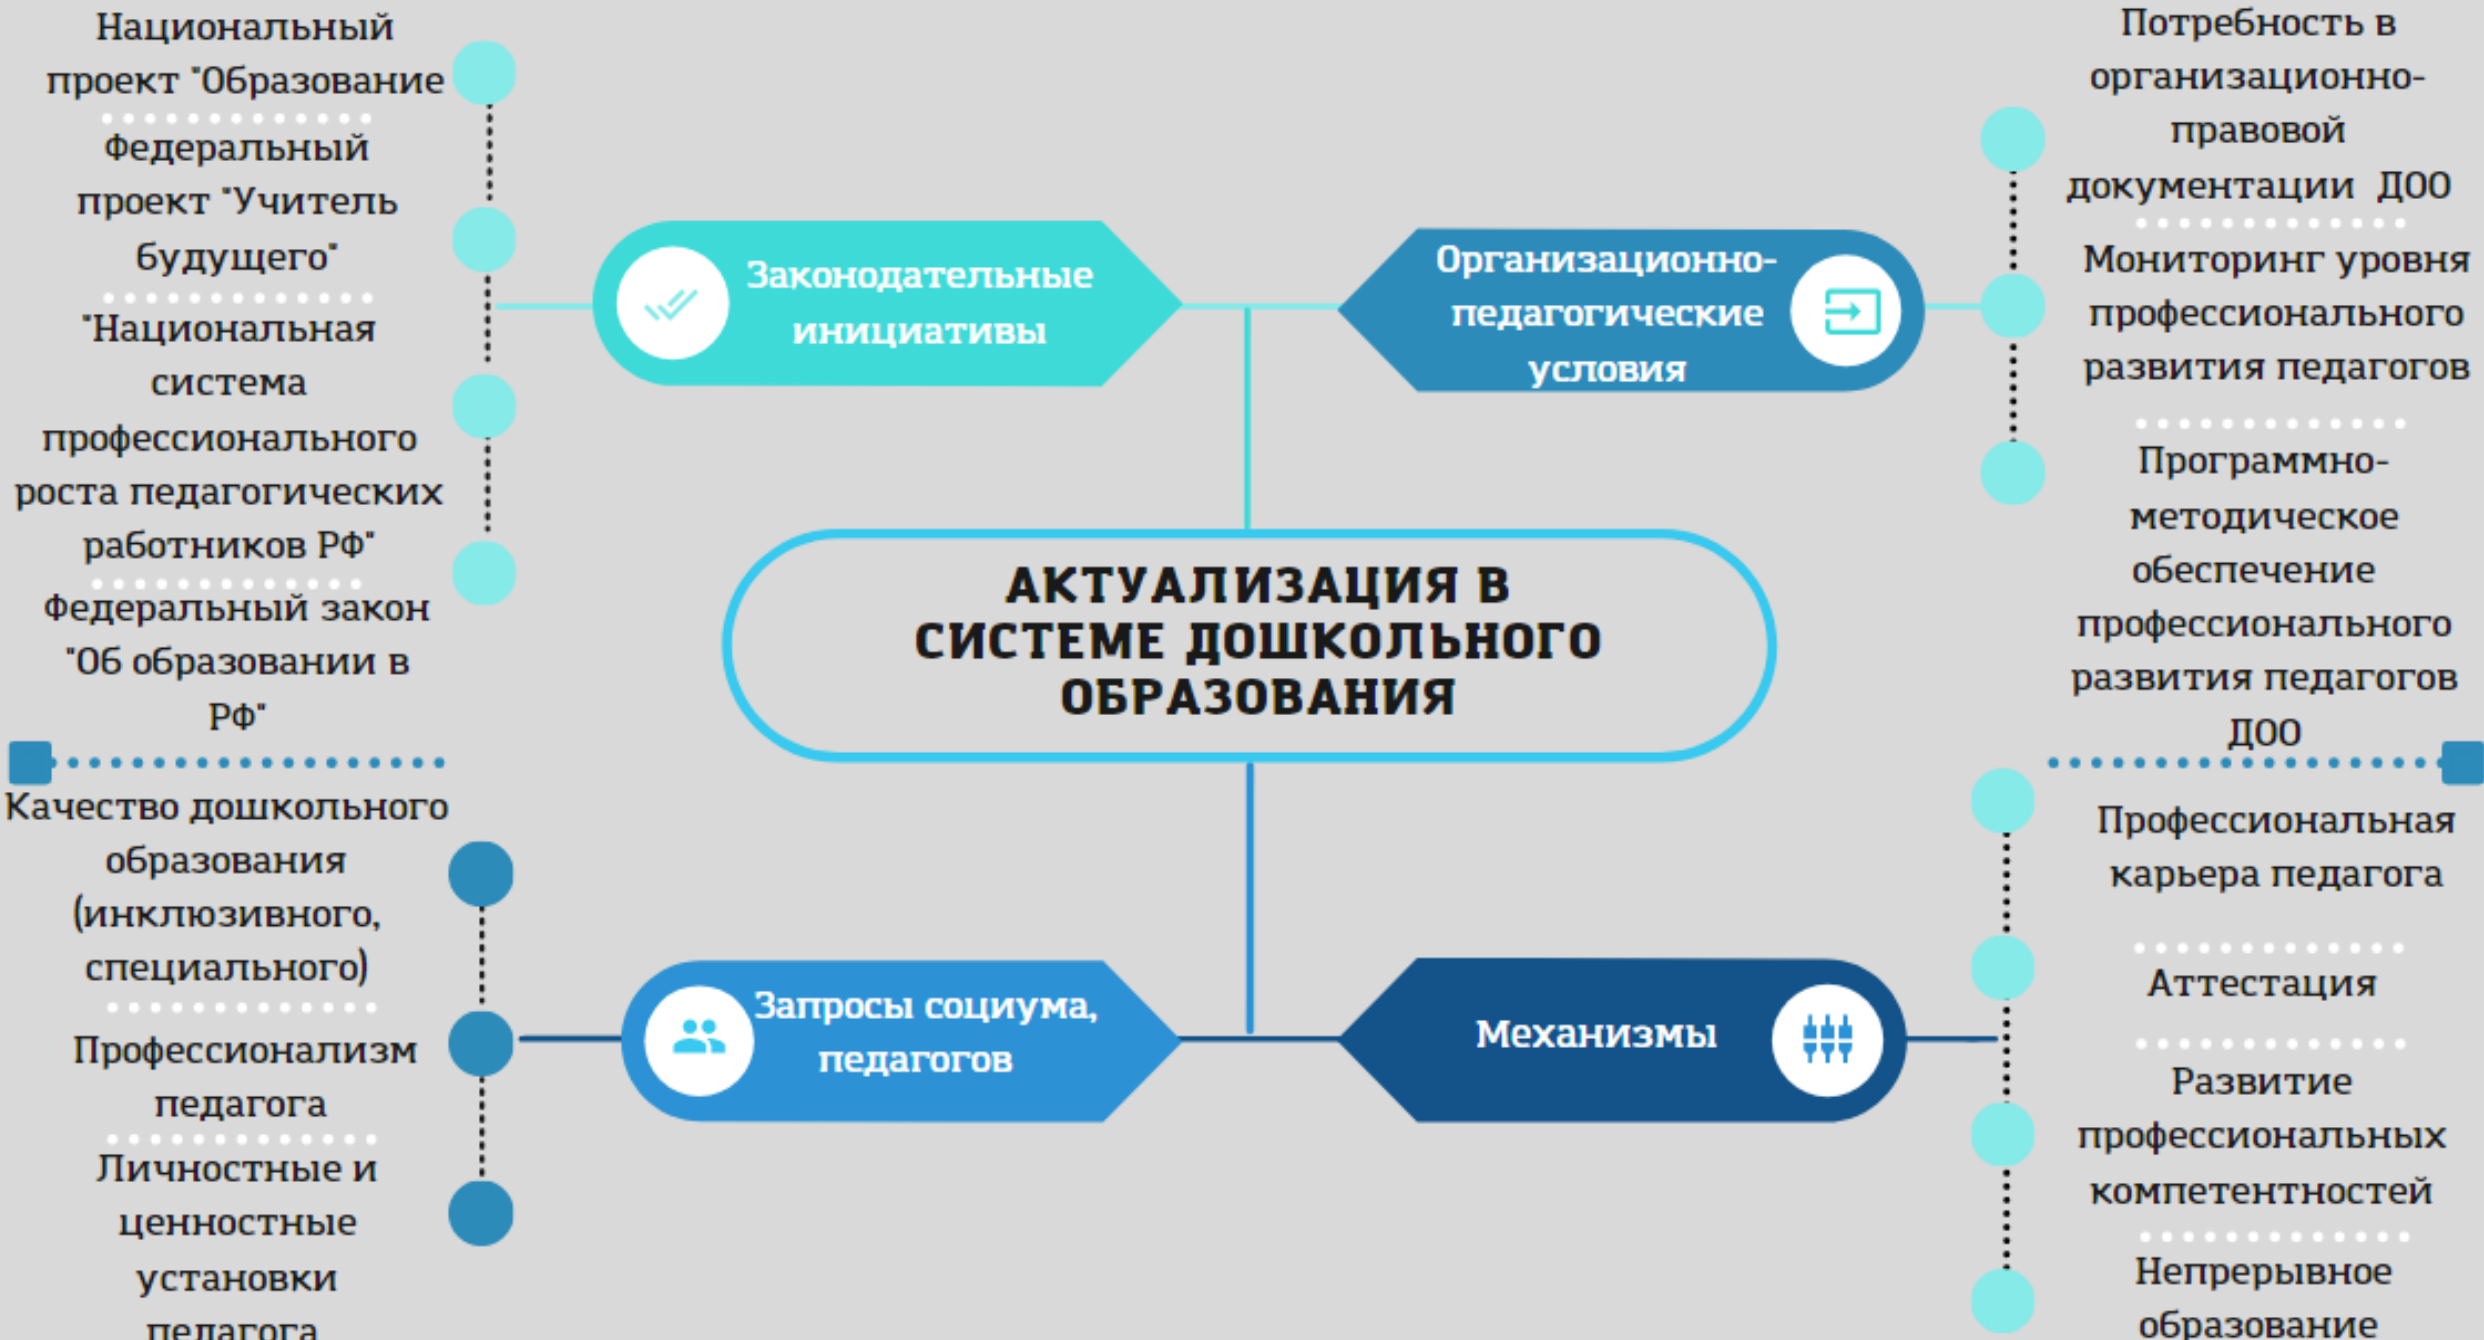 Национальный
проект "Образование
Федеральный
проект "Учитель
будущего"
"Национальная
система
профессионального
роста педагогических
работников РФ"
Федеральный закон
"Об образовании в
РФ"
Законодательные
инициативы
Организационно-
педагогические
условия
Потребность в
организационно-
правовой
документации ДОО
Мониторинг уровня
профессионального
развития педагогов
Программно-
методическое
обеспечение
профессионального
развития педагогов
ДОО
АКТУАЛИЗАЦИЯ В
СИСТЕМЕ ДОШКОЛЬНОГО
ОБРАЗОВАНИЯ
Качество дошкольного
образования
(инклюзивного,
специального)
Профессионализм
педагога
Личностные и
ценностные
установки
педагога
Запросы социума,
педагогов
Механизмы
Профессиональная
карьера педагога
Аттестация
Развитие
профессиональных
компетентностей
Непрерывное
образование